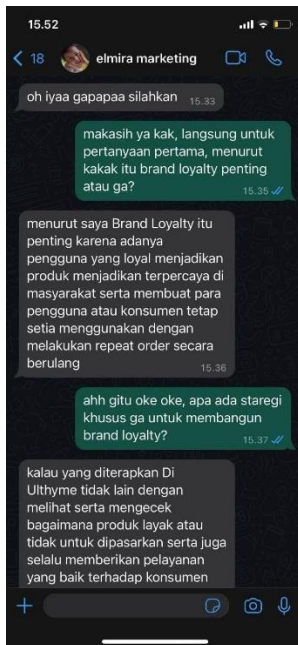 15.52
18 elmira marketing
oh iyaa gapapaa silahkan 15.33
makasih ya kak, langsung untuk
pertanyaan pertama, menurut
kakak itu brand loyalty penting
atau ga? 15.35
menurut saya Brand Loyalty itu
penting karena adanya
pengguna yang loyal menjadikan
produk menjadikan terpercaya di
masyarakat serta membuat para
pengguna atau konsumen tetap
setia menggunakan dengan
melakukan repeat order secara
berulang 15.36
ahh gitu oke oke, apa ada staregi
khusus ga untuk membangun
brand loyalty? 15.37
kalau yang diterapkan Di
Ulthyme tidak lain dengan
melihat serta mengecek
bagaimana produk layak atau
tidak untuk dipasarkan serta juga
selalu memberikan pelayanan
yang baik terhadap konsumen